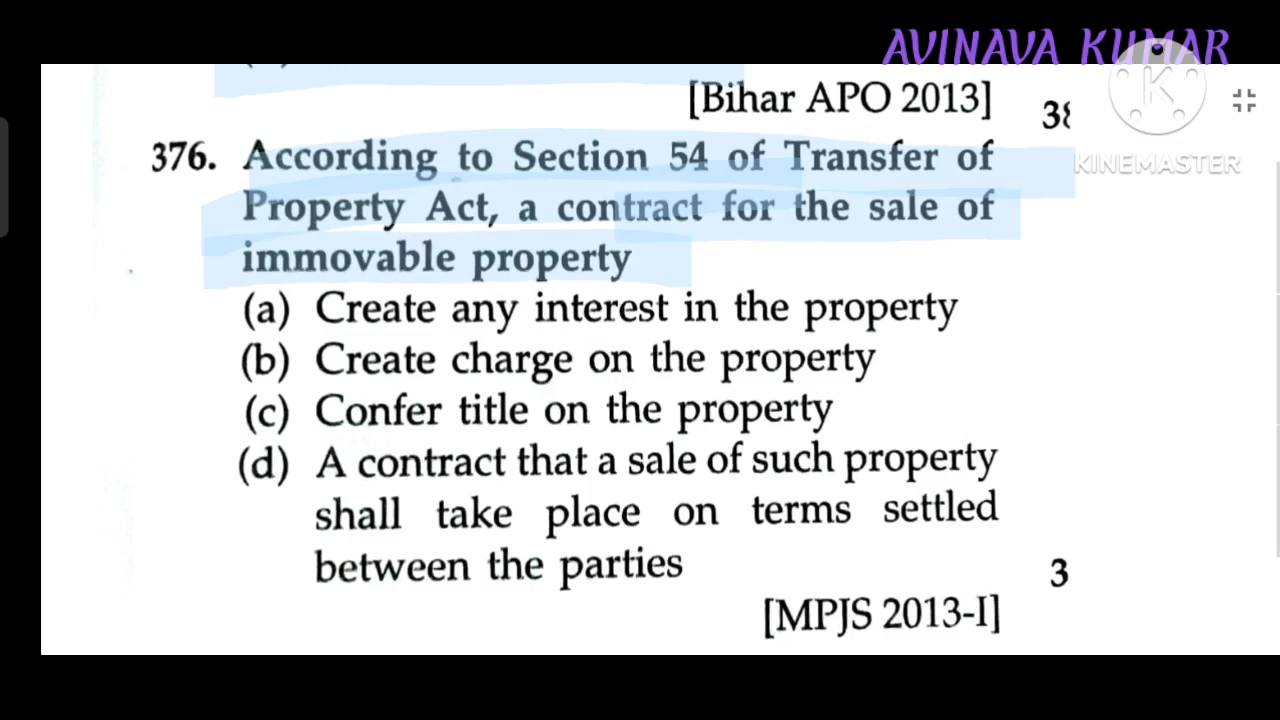 AVINAVA KUMAR
[Bihar APO 2013]
K
KINEMASTER
376. According to Section 54 of Transfer of
Property Act, a contract for the sale of
immovable property
(a) Create any interest in the property
(b) Create charge on the property
(c) Confer title on the property
(d) A contract that a sale of such property
shall take place on terms settled
between the parties
3
[MPJS 2013-I]